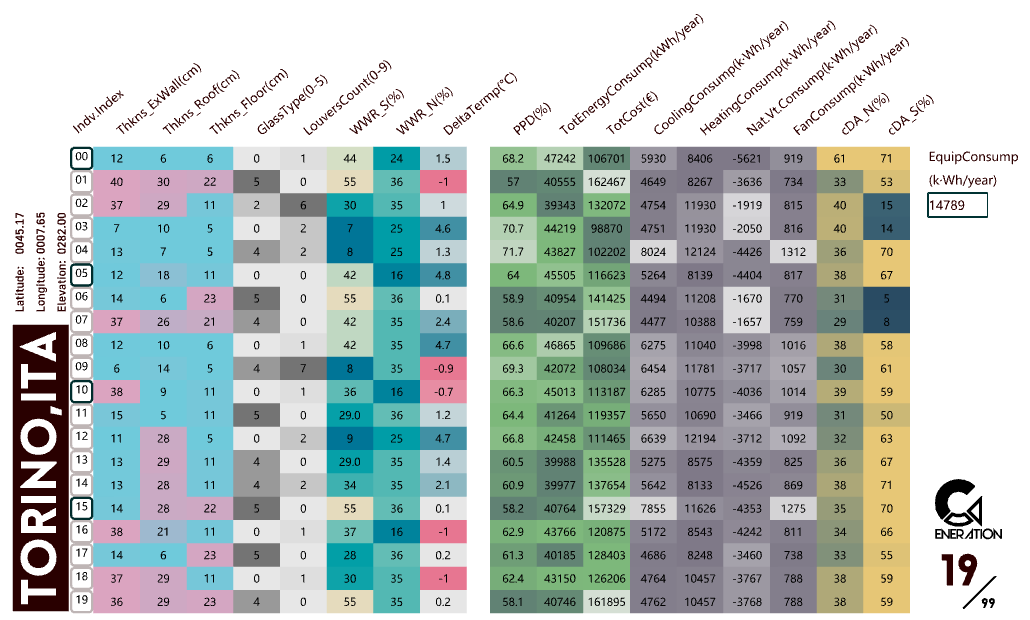 Indv.Index Thkns_ExWall(cm) Thkns_Roof(cm) Thkns_Floor(cm) GlassType(0-5) LouversCount(0-9) WWR_S(%) WWR_N(%) DeltaTermp(°C) PPD(%) TotEnergyConsump(kWh/year) TotCost(€) CoolingConsump(k·Wh/year) HeatingConsump(k·Wh/year) Nat.Vt.Consump(k·Wh/year) FanConsump(k·Wh/year) cDA_N(%) cDA_S(%)
00 12 6 6 0 1 44 24 1.5 68.2 47242 106701 5930 8406 -5621 919 61 71
01 40 30 22 5 0 55 36 -1 57 40555 162467 4649 8267 -3636 734 33 53
02 37 29 11 2 6 30 35 1 64.9 39343 132072 4754 11930 -1919 815 40 15
03 7 10 5 0 2 7 25 4.6 70.7 44219 98870 4751 11930 -2050 816 40 14
04 13 7 5 4 2 8 25 1.3 71.7 43827 102202 8024 12124 -4426 1312 36 70
05 12 18 11 0 0 42 16 4.8 64 45505 116623 5264 8139 -4404 817 38 67
06 14 6 23 5 0 55 36 0.1 58.9 40954 141425 4494 11208 -1670 770 31 5
07 37 26 21 4 0 42 35 2.4 58.6 40207 151736 4477 10388 -1657 759 29 8
08 12 10 6 0 1 42 35 4.7 66.6 46865 109686 6275 11040 -3998 1016 38 58
09 6 14 5 4 7 8 35 -0.9 69.3 42072 108034 6454 11781 -3717 1057 30 61
10 38 9 11 0 1 36 16 -0.7 66.3 45013 113187 6285 10775 -4036 1014 39 59
11 15 5 11 5 0 29.0 36 1.2 64.4 41264 119357 5650 10690 -3466 919 31 50
12 11 28 5 0 2 9 25 4.7 66.8 42458 111465 6639 12194 -3712 1092 32 63
13 13 29 11 4 0 29.0 35 1.4 60.5 39988 135528 5275 8575 -4359 825 36 67
14 13 28 11 4 2 34 35 2.1 60.9 39977 137654 5642 8133 -4526 869 38 71
15 14 28 22 5 0 55 36 0.1 58.2 40764 157329 7855 11626 -4353 1275 35 70
16 38 21 11 0 1 37 16 -1 62.9 43766 120875 5172 8543 -4242 811 34 66
17 14 6 23 5 0 28 36 0.2 61.3 40185 128403 4686 8248 -3460 738 33 55
18 37 29 11 0 1 30 35 -1 62.4 43150 126206 4764 10457 -3767 788 38 59
19 36 29 23 4 0 55 35 0.2 58.1 40746 161895 4762 10457 -3768 788 38 59
EquipConsump
(k·Wh/year)
14789
Latitude: 0045.17
Longitude: 0007.65
Elevation: 0282.00
TORINO,ITA
ENERATION
19/99